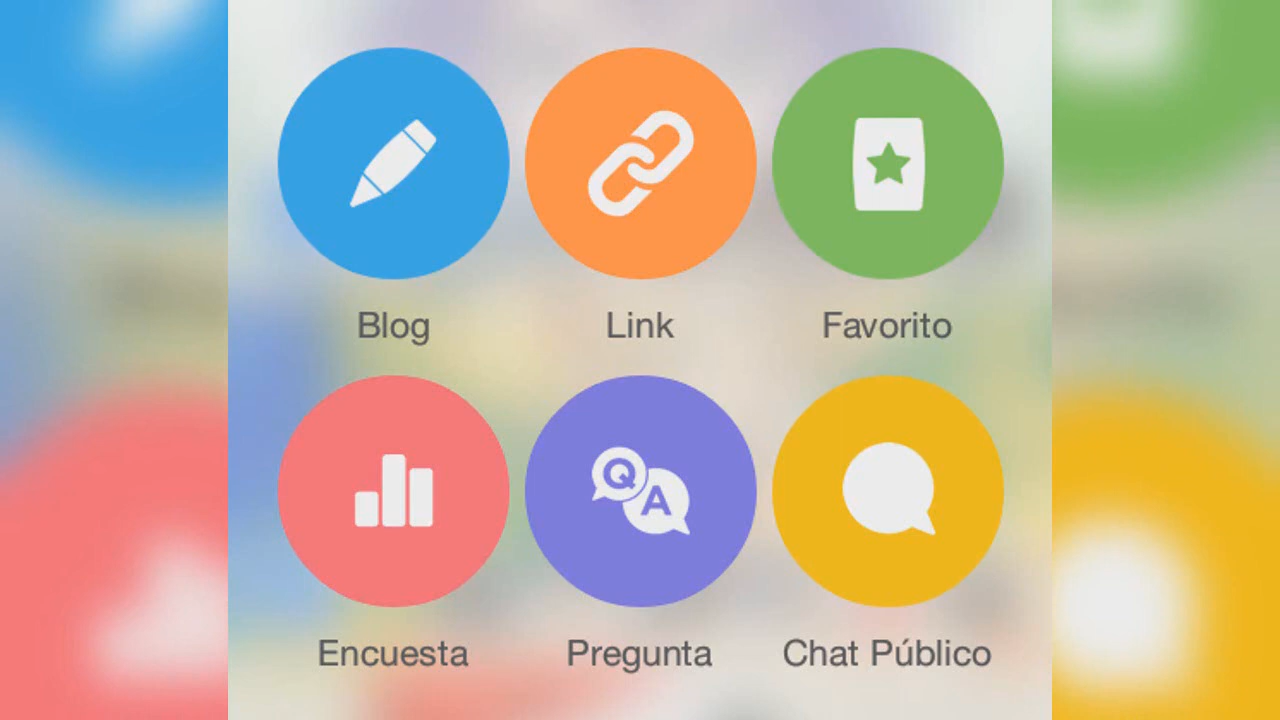 Blog
Link
Favorito
Q
A
Encuesta
Pregunta
Chat Público